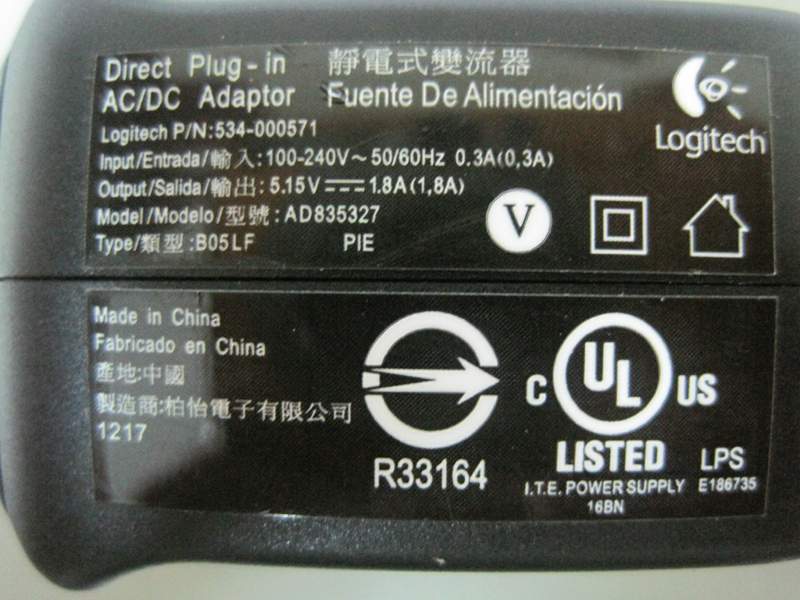 Direct Plug-in 靜電式變流器
AC/DC Adaptor Fuente De Alimentación
Logitech
Logitech P/N:534-000571
Input/Entrada/輸入:100-240V~50/60Hz 0.3A(0,3A)
Output/Salida/輸出:5.15V⎓1.8A(1,8A)
Model/Modelo/型號:AD835327
Type/類型:B05LF PIE
V
Made in China
Fabricado en China
產地:中國
製造商:柏怡電子有限公司
1217
R33164
C UL US
LISTED LPS
I.T.E. POWER SUPPLY E186735
16BN